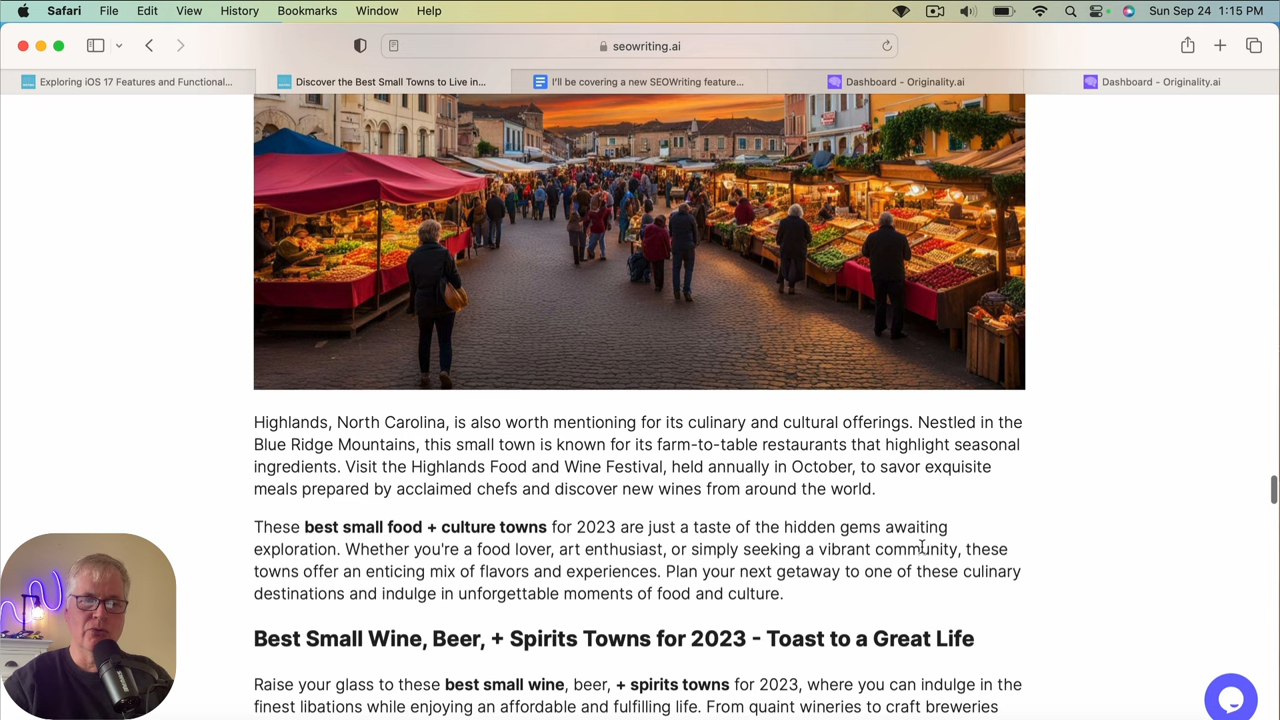 Safari File Edit View History Bookmarks Window Help Sun Sep 24 1:15 PM
seowriting.ai
Exploring iOS 17 Features and Functional... Discover the Best Small Towns to Live in... I'll be covering a new SEOWriting feature... Dashboard - Originality.ai Dashboard - Originality.ai
Highlands, North Carolina, is also worth mentioning for its culinary and cultural offerings. Nestled in the
Blue Ridge Mountains, this small town is known for its farm-to-table restaurants that highlight seasonal
ingredients. Visit the Highlands Food and Wine Festival, held annually in October, to savor exquisite
meals prepared by acclaimed chefs and discover new wines from around the world.
These best small food + culture towns for 2023 are just a taste of the hidden gems awaiting
exploration. Whether you're a food lover, art enthusiast, or simply seeking a vibrant community, these
towns offer an enticing mix of flavors and experiences. Plan your next getaway to one of these culinary
destinations and indulge in unforgettable moments of food and culture.
Best Small Wine, Beer, + Spirits Towns for 2023 - Toast to a Great Life
Raise your glass to these best small wine, beer, + spirits towns for 2023, where you can indulge in the
finest libations while enjoying an affordable and fulfilling life. From quaint wineries to craft breweries